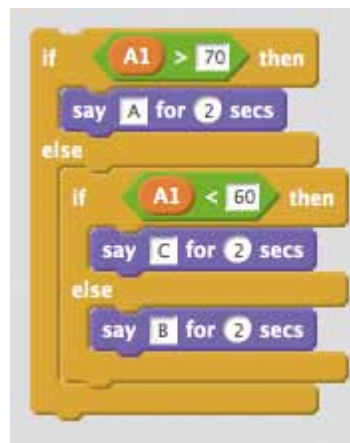 if A1 > 70 then
say A for 2 secs
else
if A1 < 60 then
say C for 2 secs
else
say B for 2 secs